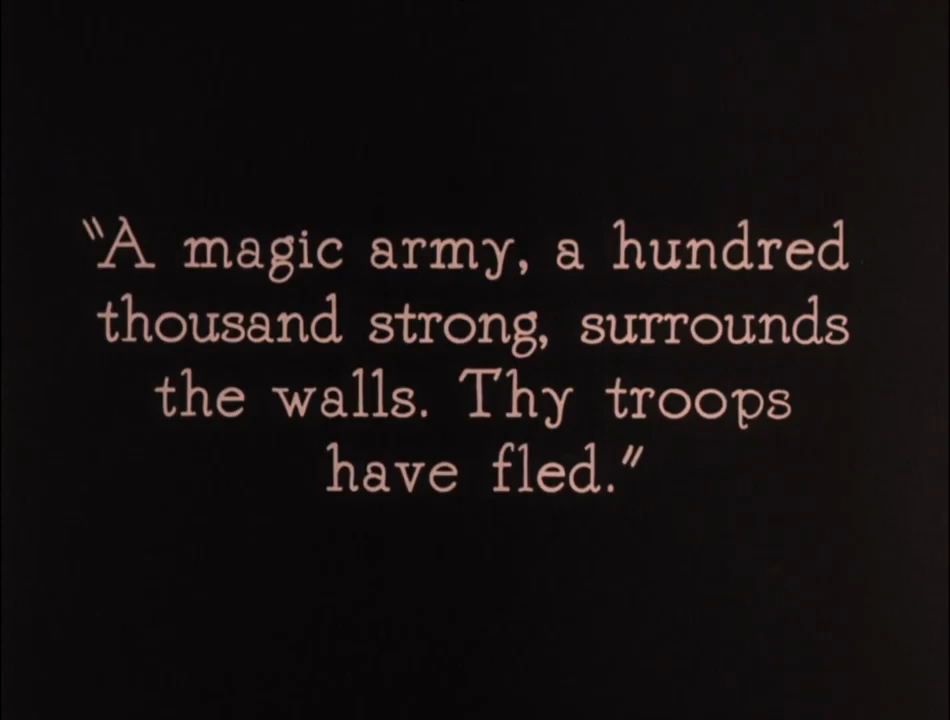 "A magic army, a hundred
thousand strong, surrounds
the walls. Thy troops
have fled."